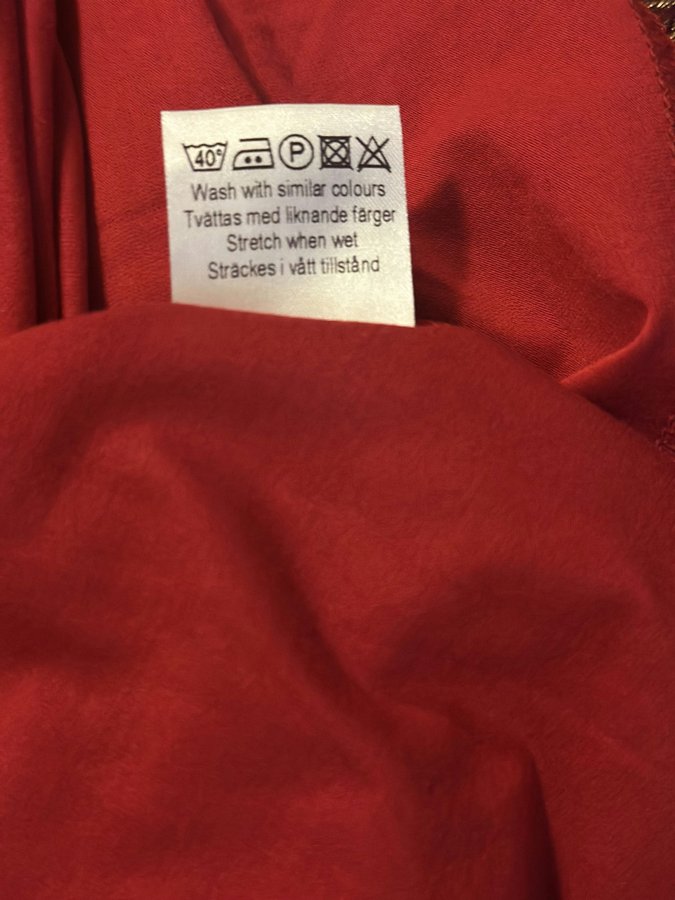 40° P
Wash with similar colours
Tvättas med liknande färger
Stretch when wet
Sträckes i vått tillstånd